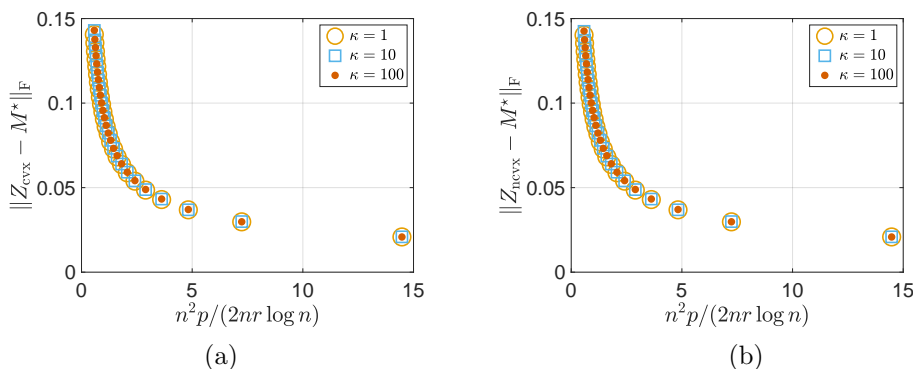 0.15
0.1
0.05
0
0
5
10
15
‖Z_cvx − M⋆‖_F
n²p/(2nr log n)
κ = 1
κ = 10
κ = 100
(a)
0.15
0.1
0.05
0
0
5
10
15
‖Z_ncvx − M⋆‖_F
n²p/(2nr log n)
κ = 1
κ = 10
κ = 100
(b)